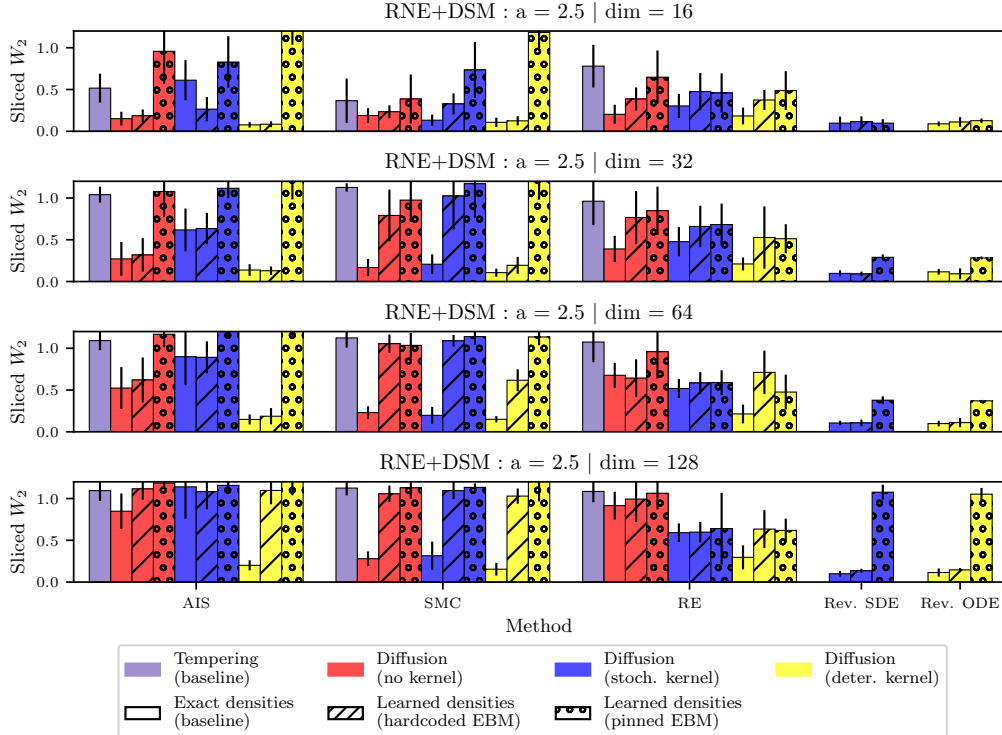 RNE+DSM : a = 2.5 | dim = 16
Sliced W₂
1.0
0.5
0.0
RNE+DSM : a = 2.5 | dim = 32
Sliced W₂
1.0
0.5
0.0
RNE+DSM : a = 2.5 | dim = 64
Sliced W₂
1.0
0.5
0.0
RNE+DSM : a = 2.5 | dim = 128
Sliced W₂
1.0
0.5
0.0
AIS SMC RE Rev. SDE Rev. ODE
Method
Tempering (baseline)
Diffusion (no kernel)
Diffusion (stoch. kernel)
Diffusion (deter. kernel)
Exact densities (baseline)
Learned densities (hardcoded EBM)
Learned densities (pinned EBM)